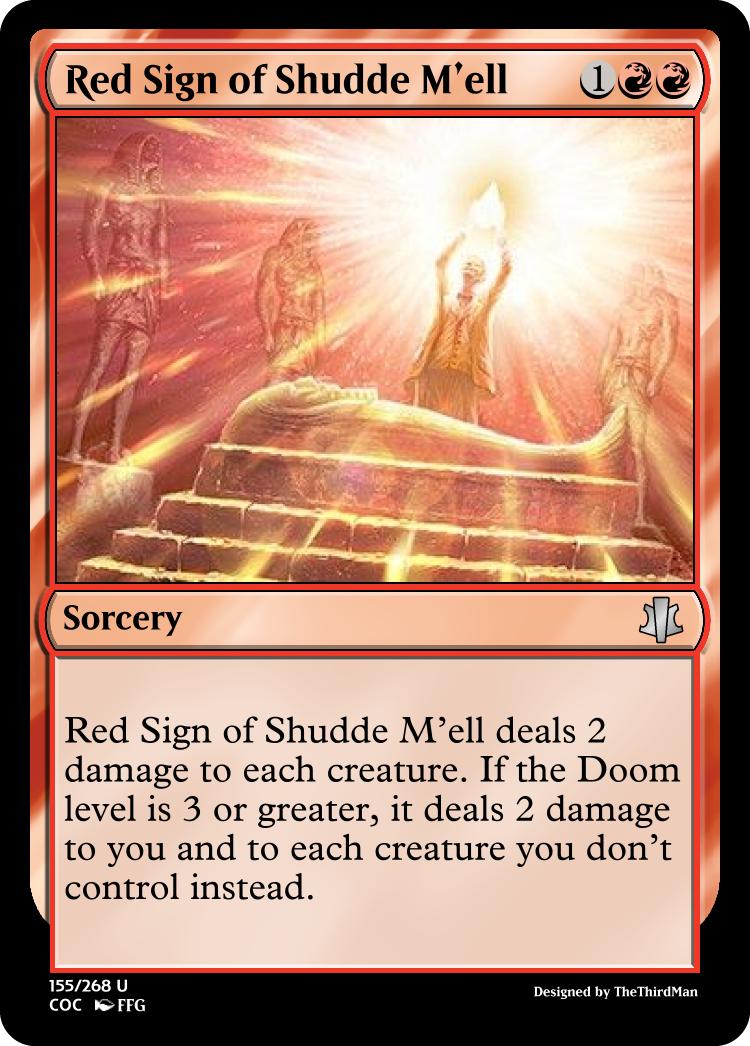 Red Sign of Shudde M'ell 1
Sorcery
Red Sign of Shudde M’ell deals 2
damage to each creature. If the Doom
level is 3 or greater, it deals 2 damage
to you and to each creature you don’t
control instead.
155/268 U
COC FFG
Designed by TheThirdMan